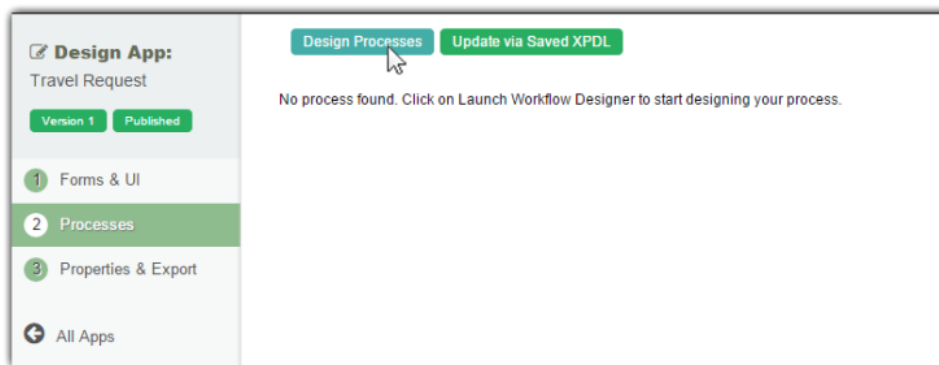 Design App:
Travel Request
Version 1 Published
1 Forms & UI
2 Processes
3 Properties & Export
All Apps
Design Processes Update via Saved XPDL
No process found. Click on Launch Workflow Designer to start designing your process.